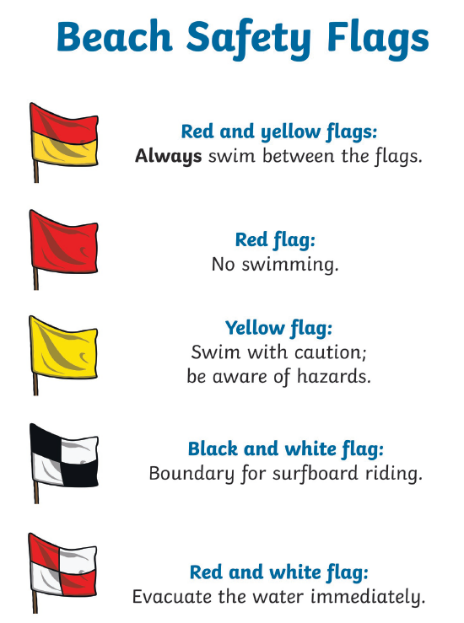 Beach Safety Flags
Red and yellow flags:
Always swim between the flags.
Red flag:
No swimming.
Yellow flag:
Swim with caution;
be aware of hazards.
Black and white flag:
Boundary for surfboard riding.
Red and white flag:
Evacuate the water immediately.